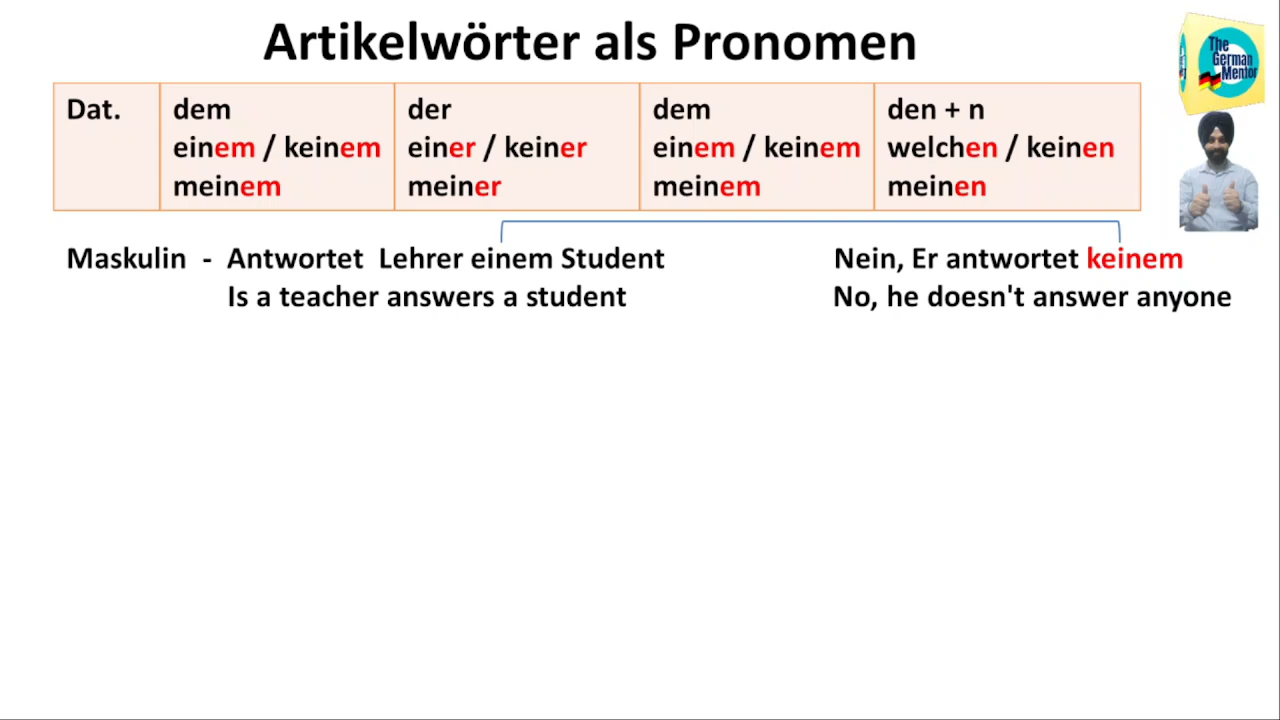 Artikelwörter als Pronomen
The German Mentor
Dat. dem der dem den + n
einem / keinem einer / keiner einem / keinem welchen / keinen
meinem meiner meinem meinen
Maskulin - Antwortet Lehrer einem Student Nein, Er antwortet keinem
Is a teacher answers a student No, he doesn't answer anyone